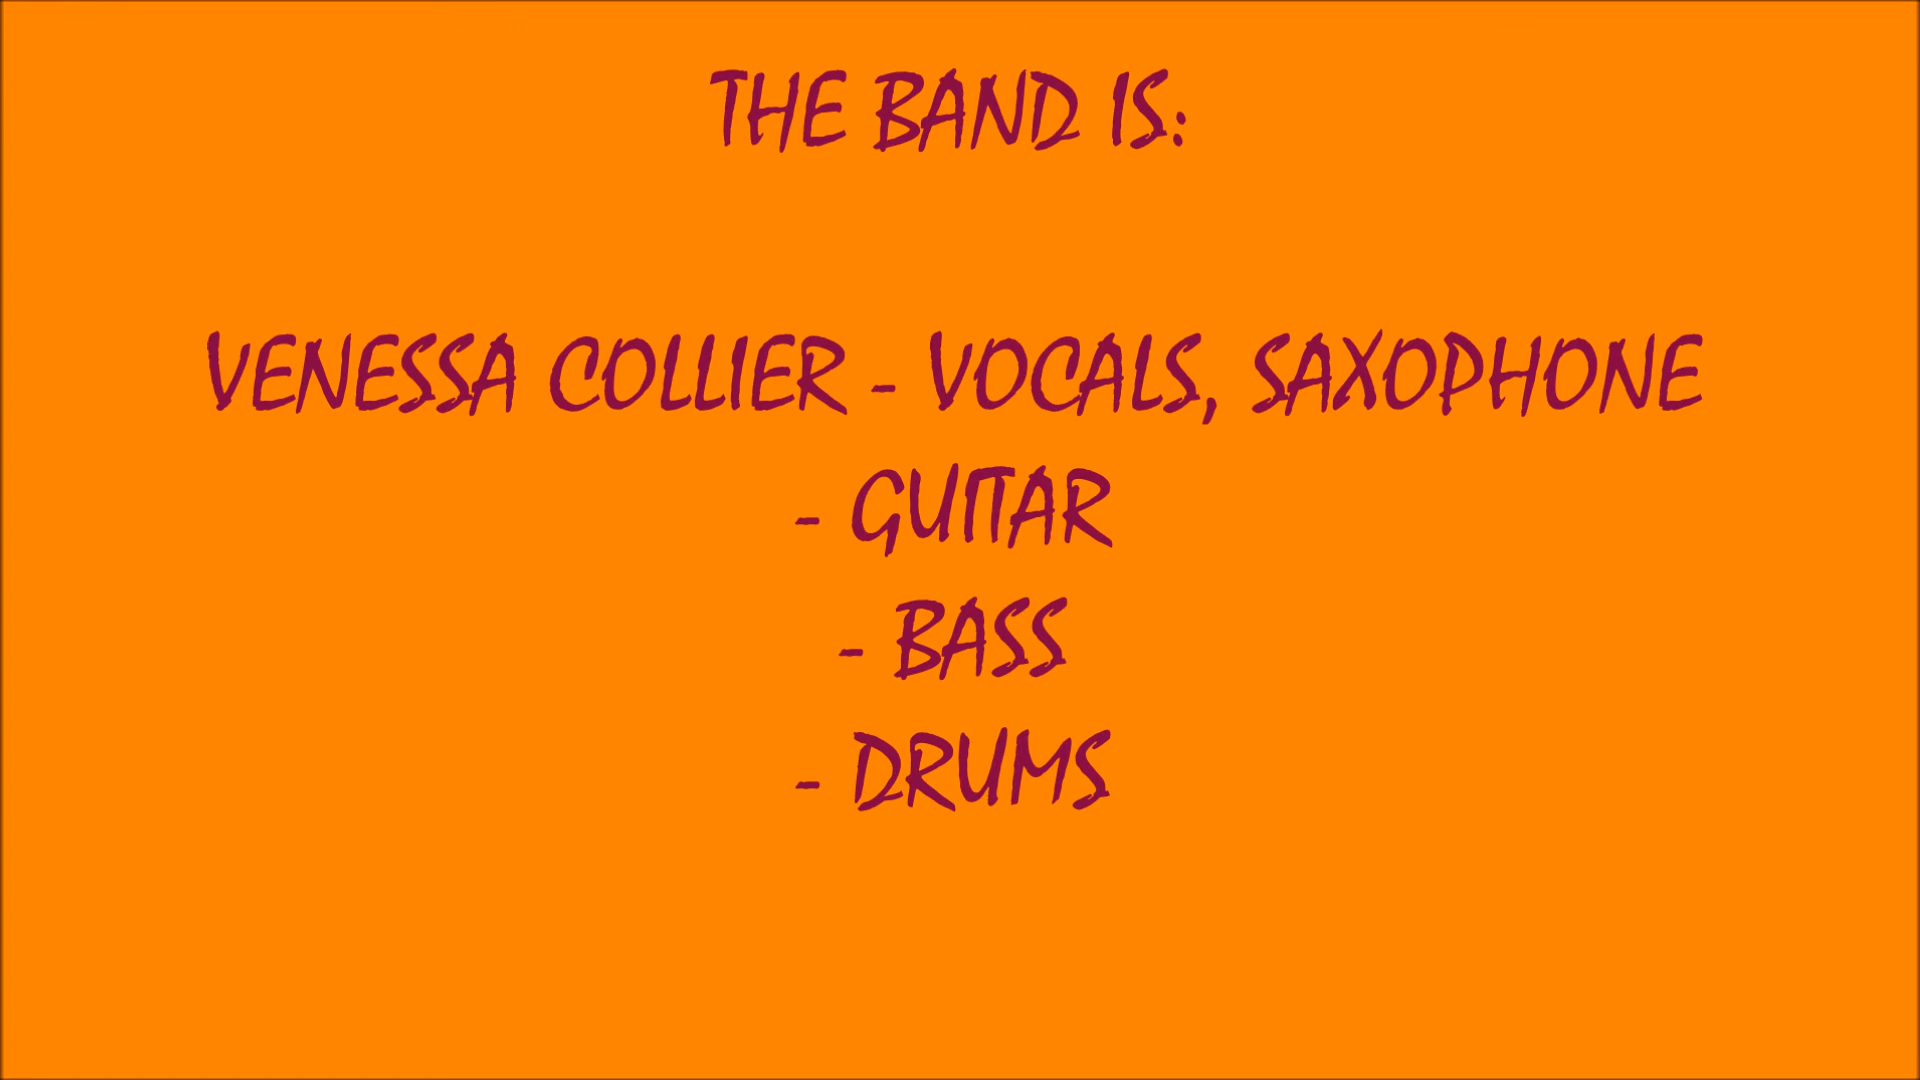 THE BAND IS:
VENESSA COLLIER - VOCALS, SAXOPHONE
- GUITAR
- BASS
- DRUMS